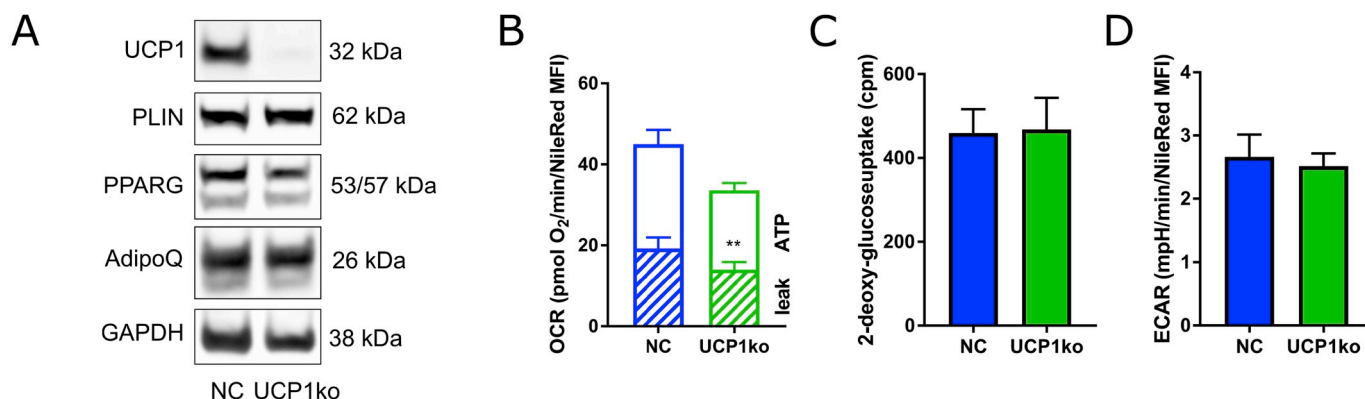 A
UCP1
32 kDa
PLIN
62 kDa
PPARG
53/57 kDa
AdipoQ
26 kDa
GAPDH
38 kDa
NC UCP1ko
B
OCR (pmol O₂/min/NileRed MFI)
60
40
20
0
**
leak ATP
NC UCP1ko
C
2-deoxy-glucoseuptake (cpm)
600
400
200
0
NC UCP1ko
D
ECAR (mpH/min/NileRed MFI)
4
3
2
1
0
NC UCP1ko